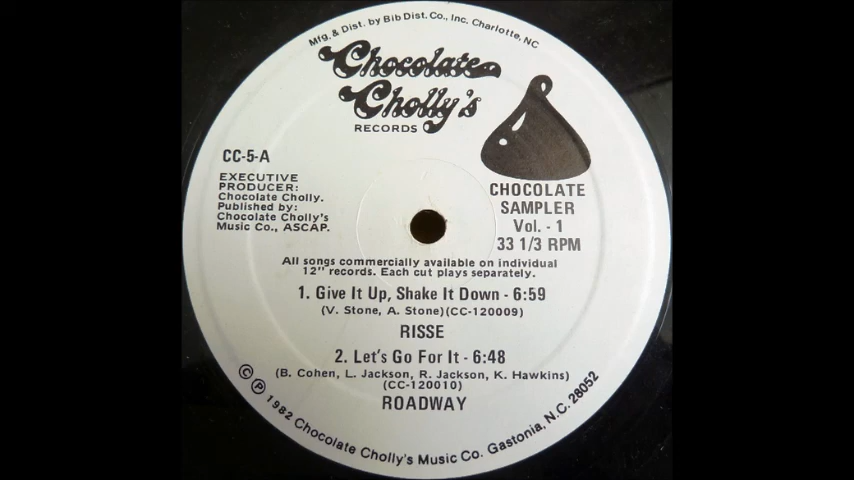 Mfg. & Dist. by Bib Dist. Co., Inc. Charlotte, NC
Chocolate
Cholly's
RECORDS
CC-5-A
EXECUTIVE
PRODUCER:
Chocolate Cholly.
Published by:
Chocolate Cholly's
Music Co., ASCAP.
CHOCOLATE
SAMPLER
Vol. - 1
33 1/3 RPM
All songs commercially available on individual
12" records. Each cut plays separately.
1. Give It Up, Shake It Down - 6:59
(V. Stone, A. Stone)(CC-120009)
RISSE
2. Let's Go For It - 6:48
(B. Cohen, L. Jackson, R. Jackson, K. Hawkins)
(CC-120010)
ROADWAY
© ℗ 1982 Chocolate Cholly's Music Co. Gastonia, N.C. 28052